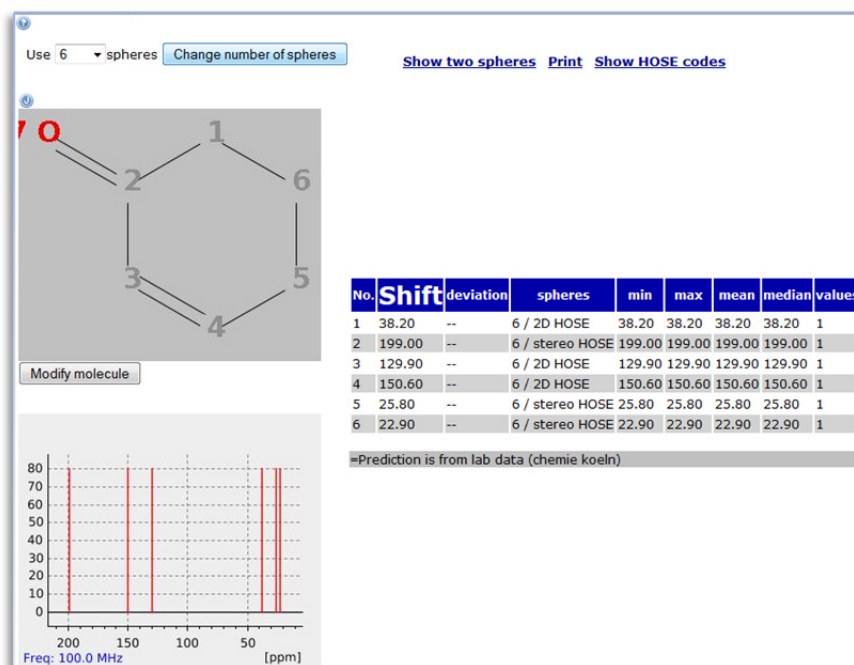 Use 6 spheres Change number of spheres
Show two spheres Print Show HOSE codes
7 O
1
2
6
3
5
4
Modify molecule
No. Shift deviation spheres min max mean median values
1 38.20 -- 6 / 2D HOSE 38.20 38.20 38.20 38.20 1
2 199.00 -- 6 / stereo HOSE 199.00 199.00 199.00 199.00 1
3 129.90 -- 6 / 2D HOSE 129.90 129.90 129.90 129.90 1
4 150.60 -- 6 / 2D HOSE 150.60 150.60 150.60 150.60 1
5 25.80 -- 6 / stereo HOSE 25.80 25.80 25.80 25.80 1
6 22.90 -- 6 / stereo HOSE 22.90 22.90 22.90 22.90 1
=Prediction is from lab data (chemie koeln)
80
70
60
50
40
30
20
10
0
200 150 100 50
Freq: 100.0 MHz [ppm]